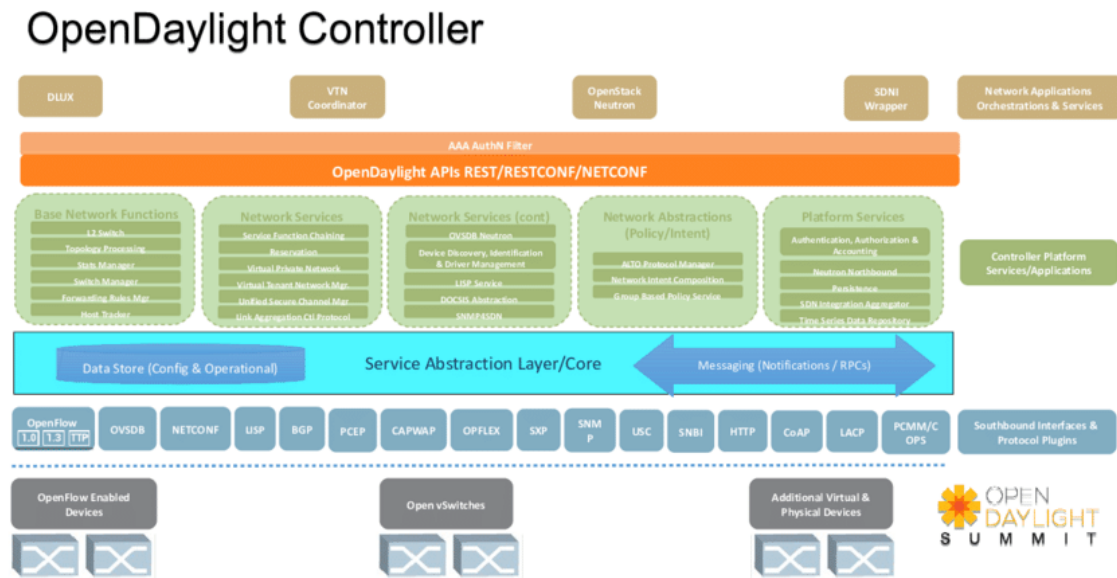 OpenDaylight Controller
DLUX
VTN
Coordinator
OpenStack
Neutron
SDNI
Wrapper
Network Applications
Orchestrations & Services
AAA AuthN Filter
OpenDaylight APIs REST/RESTCONF/NETCONF
Base Network Functions
L2 Switch
Topology Processing
Stats Manager
Switch Manager
Forwarding Rules Mgr
Host Tracker
Network Services
Service Function Chaining
Reservation
Virtual Private Network
Virtual Tenant Network Mgr.
Unified Secure Channel Mgr
Link Aggregation Ctl Protocol
Network Services (cont)
OVSDB Neutron
Device Discovery, Identification
& Driver Management
LISP Service
DOCSIS Abstraction
SNMP4SDN
Network Abstractions
(Policy/Intent)
ALTO Protocol Manager
Network Intent Composition
Group Based Policy Service
Platform Services
Authentication, Authorization &
Accounting
Neutron Northbound
Persistence
SDN Integration Aggregator
Time Series Data Repository
Controller Platform
Services/Applications
Data Store (Config & Operational)
Service Abstraction Layer/Core
Messaging (Notifications / RPCs)
OpenFlow
1.0 1.3 TTP
OVSDB
NETCONF
LISP
BGP
PCEP
CAPWAP
OPFLEX
SXP
SNM
P
USC
SNBI
HTTP
CoAP
LACP
PCMM/C
OPS
Southbound Interfaces &
Protocol Plugins
OpenFlow Enabled
Devices
Open vSwitches
Additional Virtual &
Physical Devices
OPEN
DAYLIGHT
SUMMIT